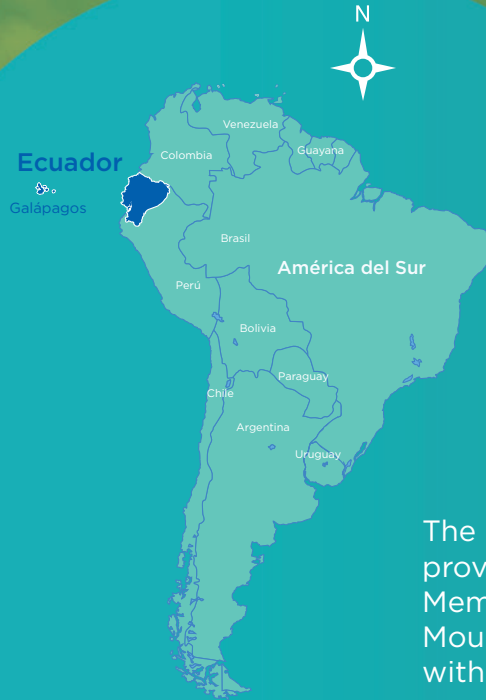 N
Venezuela
Guayana
Colombia
Ecuador
Galápagos
Brasil
América del Sur
Perú
Bolivia
Paraguay
Chile
Argentina
Uruguay
The
prov
Mem
Mou
with